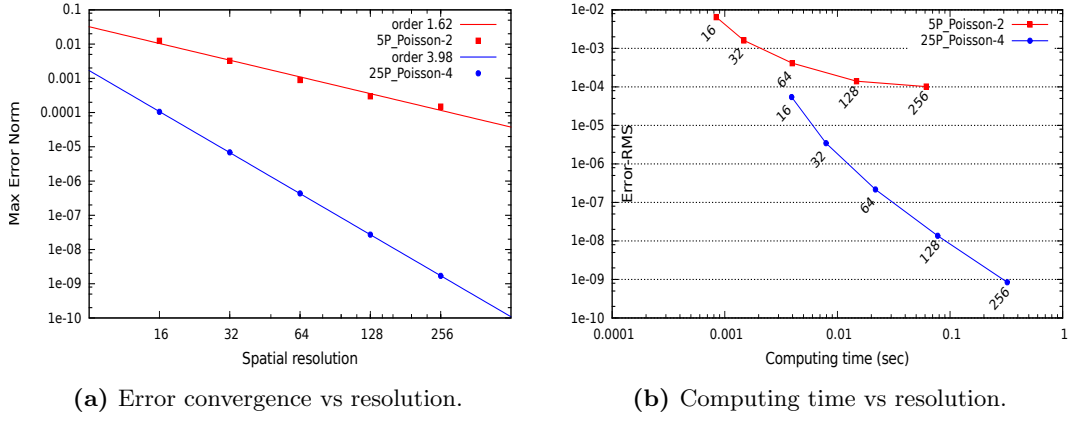 0.1
0.01
0.001
0.0001
1e-05
1e-06
1e-07
1e-08
1e-09
1e-10
Max Error Norm
16
32
64
128
256
Spatial resolution
order 1.62
5P_Poisson-2
order 3.98
25P_Poisson-4
(a) Error convergence vs resolution.
1e-02
1e-03
1e-04
1e-05
1e-06
1e-07
1e-08
1e-09
1e-10
Error-RMS
0.0001
0.001
0.01
0.1
1
Computing time (sec)
5P_Poisson-2
25P_Poisson-4
16
32
64
128
256
16
32
64
128
256
(b) Computing time vs resolution.